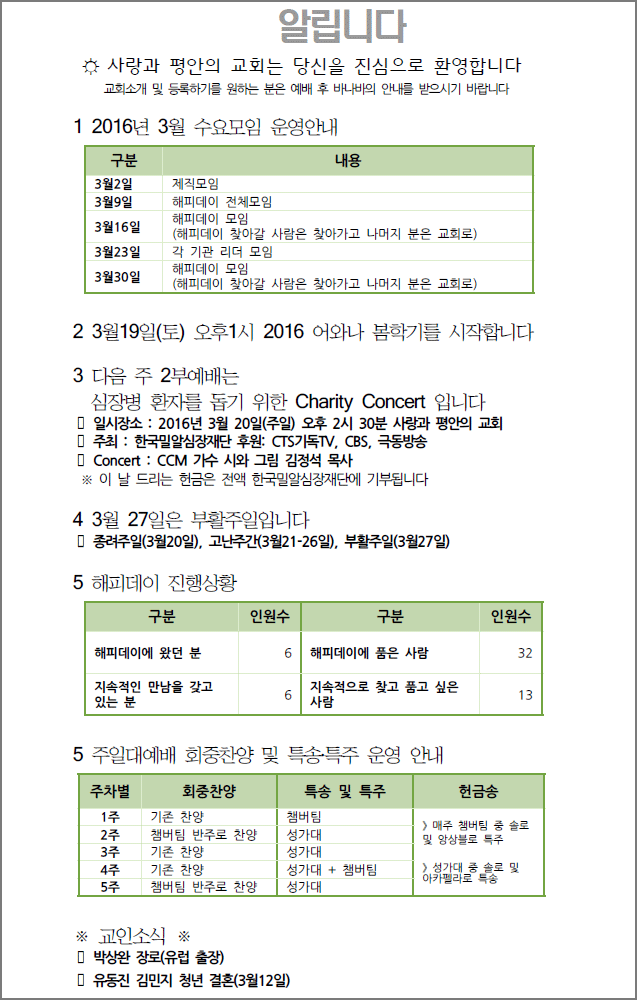 알립니다
☼ 사랑과 평안의 교회는 당신을 진심으로 환영합니다
교회소개 및 등록하기를 원하는 분은 예배 후 바나바의 안내를 받으시기 바랍니다
1 2016년 3월 수요모임 운영안내
구분 내용
3월2일 제직모임
3월9일 해피데이 전체모임
3월16일 해피데이 모임
(해피데이 찾아갈 사람은 찾아가고 나머지 분은 교회로)
3월23일 각 기관 리더 모임
3월30일 해피데이 모임
(해피데이 찾아갈 사람은 찾아가고 나머지 분은 교회로)
2 3월19일(토) 오후1시 2016 어와나 봄학기를 시작합니다
3 다음 주 2부예배는
심장병 환자를 돕기 위한 Charity Concert 입니다
▯ 일시장소 : 2016년 3월 20일(주일) 오후 2시 30분 사랑과 평안의 교회
▯ 주최 : 한국밀알심장재단 후원: CTS기독TV, CBS, 극동방송
▯ Concert : CCM 가수 시와 그림 김정석 목사
※ 이 날 드리는 헌금은 전액 한국밀알심장재단에 기부됩니다
4 3월 27일은 부활주일입니다
▯ 종려주일(3월20일), 고난주간(3월21-26일), 부활주일(3월27일)
5 해피데이 진행상황
구분 인원수 구분 인원수
해피데이에 왔던 분 6 해피데이에 품은 사람 32
지속적인 만남을 갖고 있는 분 6 지속적으로 찾고 품고 싶은 사람 13
5 주일대예배 회중찬양 및 특송·특주 운영 안내
주차별 회중찬양 특송 및 특주 헌금송
1주 기존 찬양 챔버팀
2주 챔버팀 반주로 찬양 성가대
3주 기존 찬양 성가대
4주 기존 찬양 성가대 + 챔버팀
5주 챔버팀 반주로 찬양 성가대
》매주 챔버팀 중 솔로
및 앙상블로 특주
》성가대 중 솔로 및
아카펠라로 특송
※ 교인소식 ※
▯ 박상완 장로(유럽 출장)
▯ 유동진 김민지 청년 결혼(3월12일)